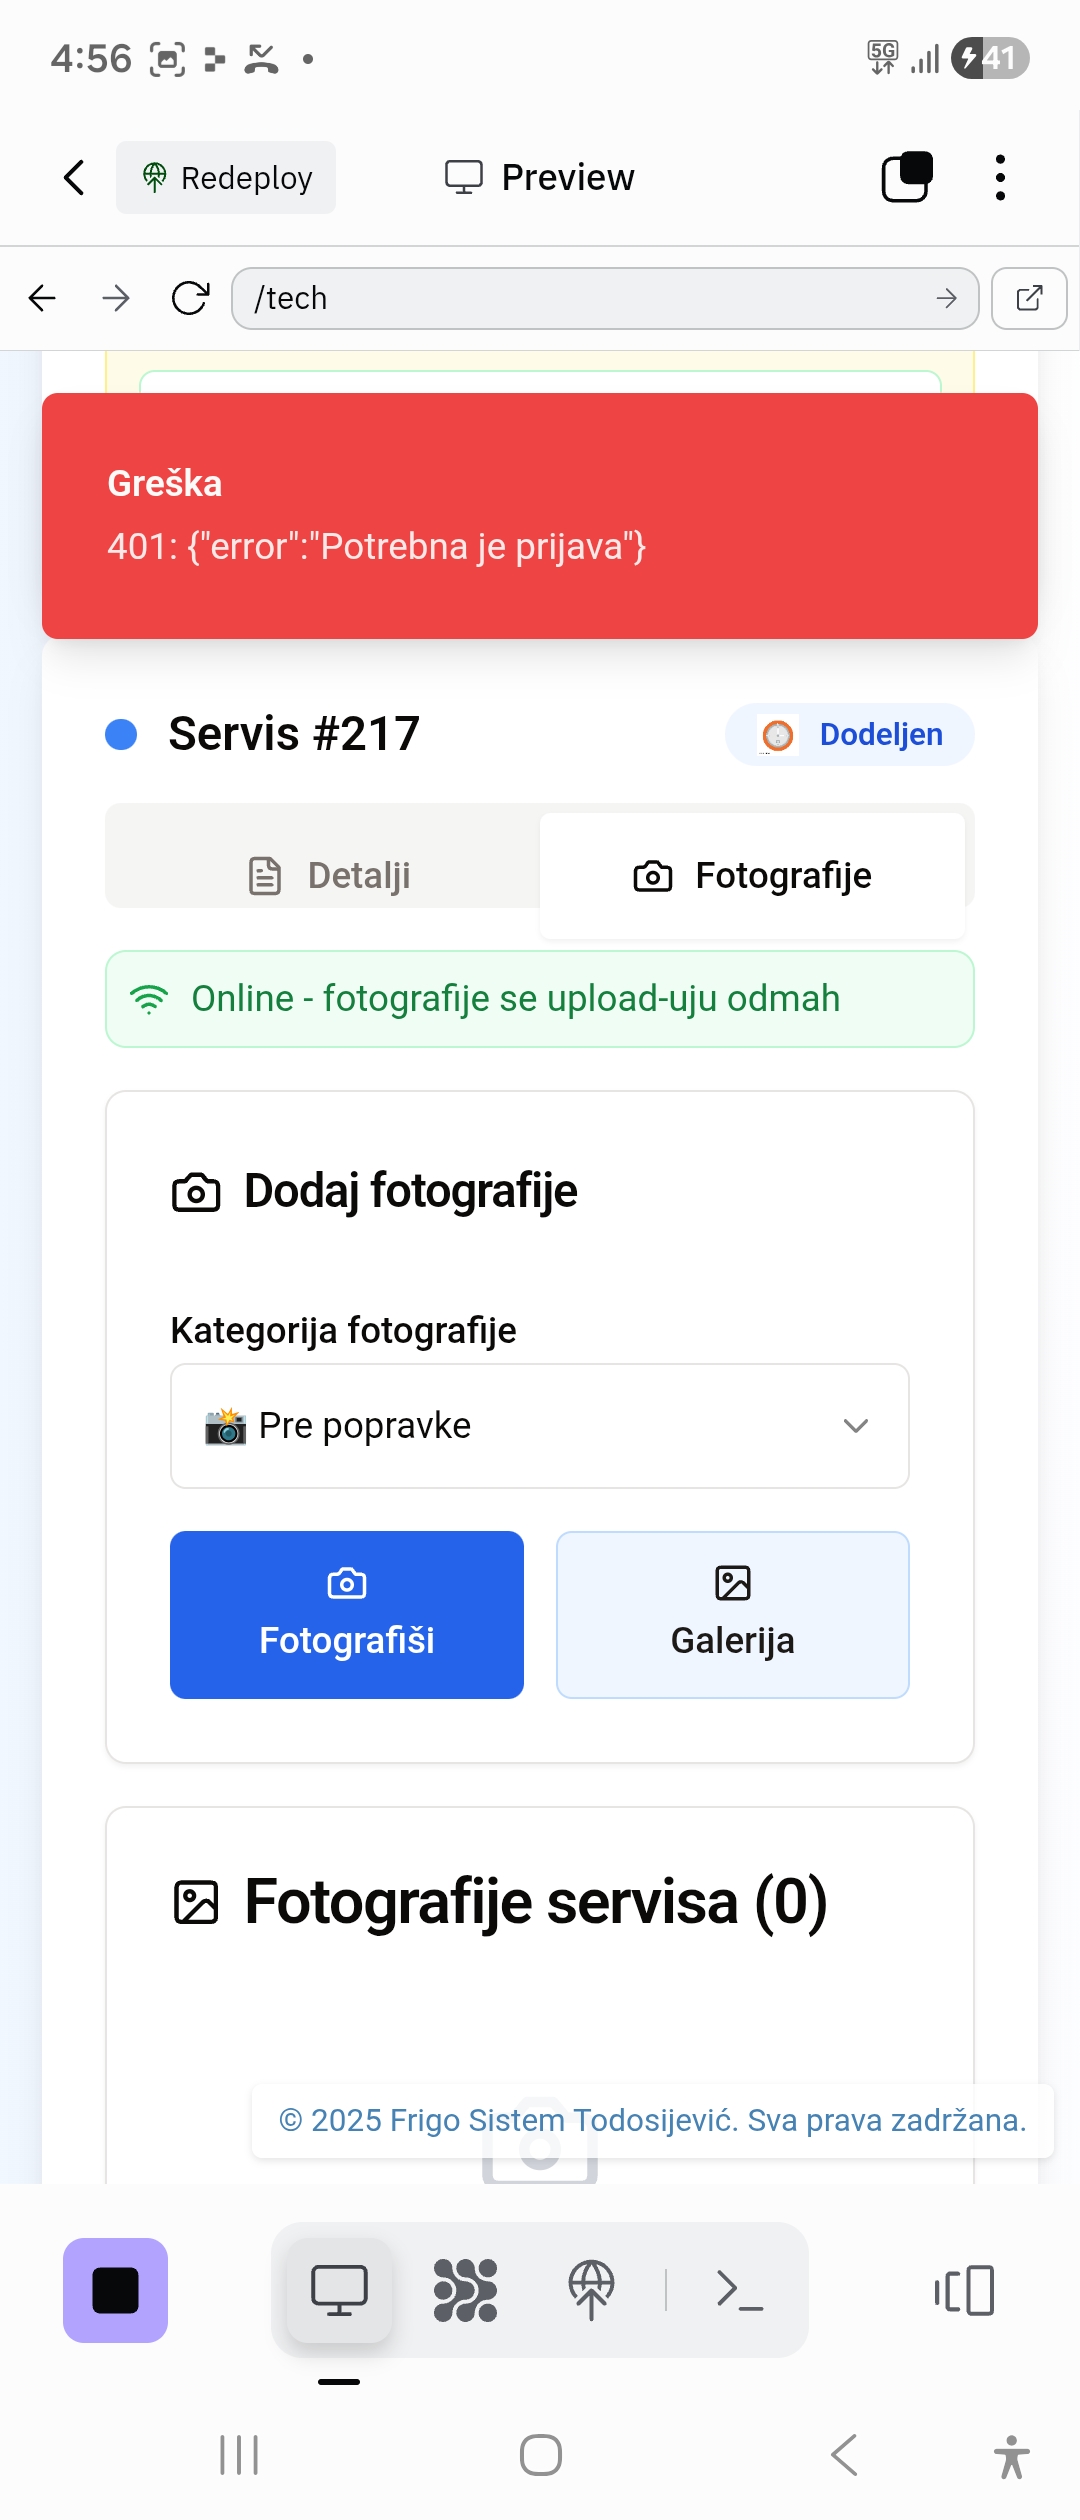 4:56
5G
41
Redeploy
Preview
/tech
Greška
401: {"error":"Potrebna je prijava"}
Servis #217
Dodeljen
Detalji
Fotografije
Online - fotografije se upload-uju odmah
Dodaj fotografije
Kategorija fotografije
📸 Pre popravke
Fotografiši
Galerija
Fotografije servisa (0)
© 2025 Frigo Sistem Todosijević. Sva prava zadržana.